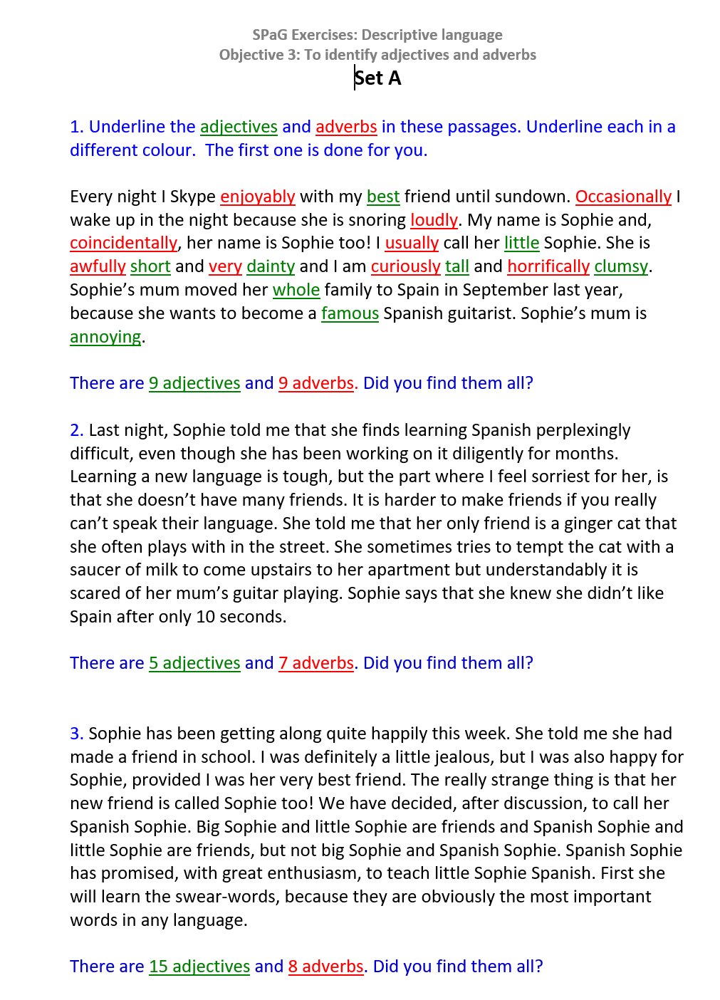 SPaG Exercises: Descriptive language
Objective 3: To identify adjectives and adverbs
Set A
1. Underline the adjectives and adverbs in these passages. Underline each in a
different colour.  The first one is done for you.
Every night I Skype enjoyably with my best friend until sundown. Occasionally I
wake up in the night because she is snoring loudly. My name is Sophie and,
coincidentally, her name is Sophie too! I usually call her little Sophie. She is
awfully short and very dainty and I am curiously tall and horrifically clumsy.
Sophie’s mum moved her whole family to Spain in September last year,
because she wants to become a famous Spanish guitarist. Sophie’s mum is
annoying.
There are 9 adjectives and 9 adverbs. Did you find them all?
2. Last night, Sophie told me that she finds learning Spanish perplexingly
difficult, even though she has been working on it diligently for months.
Learning a new language is tough, but the part where I feel sorriest for her, is
that she doesn’t have many friends. It is harder to make friends if you really
can’t speak their language. She told me that her only friend is a ginger cat that
she often plays with in the street. She sometimes tries to tempt the cat with a
saucer of milk to come upstairs to her apartment but understandably it is
scared of her mum’s guitar playing. Sophie says that she knew she didn’t like
Spain after only 10 seconds.
There are 5 adjectives and 7 adverbs. Did you find them all?
3. Sophie has been getting along quite happily this week. She told me she had
made a friend in school. I was definitely a little jealous, but I was also happy for
Sophie, provided I was her very best friend. The really strange thing is that her
new friend is called Sophie too! We have decided, after discussion, to call her
Spanish Sophie. Big Sophie and little Sophie are friends and Spanish Sophie and
little Sophie are friends, but not big Sophie and Spanish Sophie. Spanish Sophie
has promised, with great enthusiasm, to teach little Sophie Spanish. First she
will learn the swear-words, because they are obviously the most important
words in any language.
There are 15 adjectives and 8 adverbs. Did you find them all?